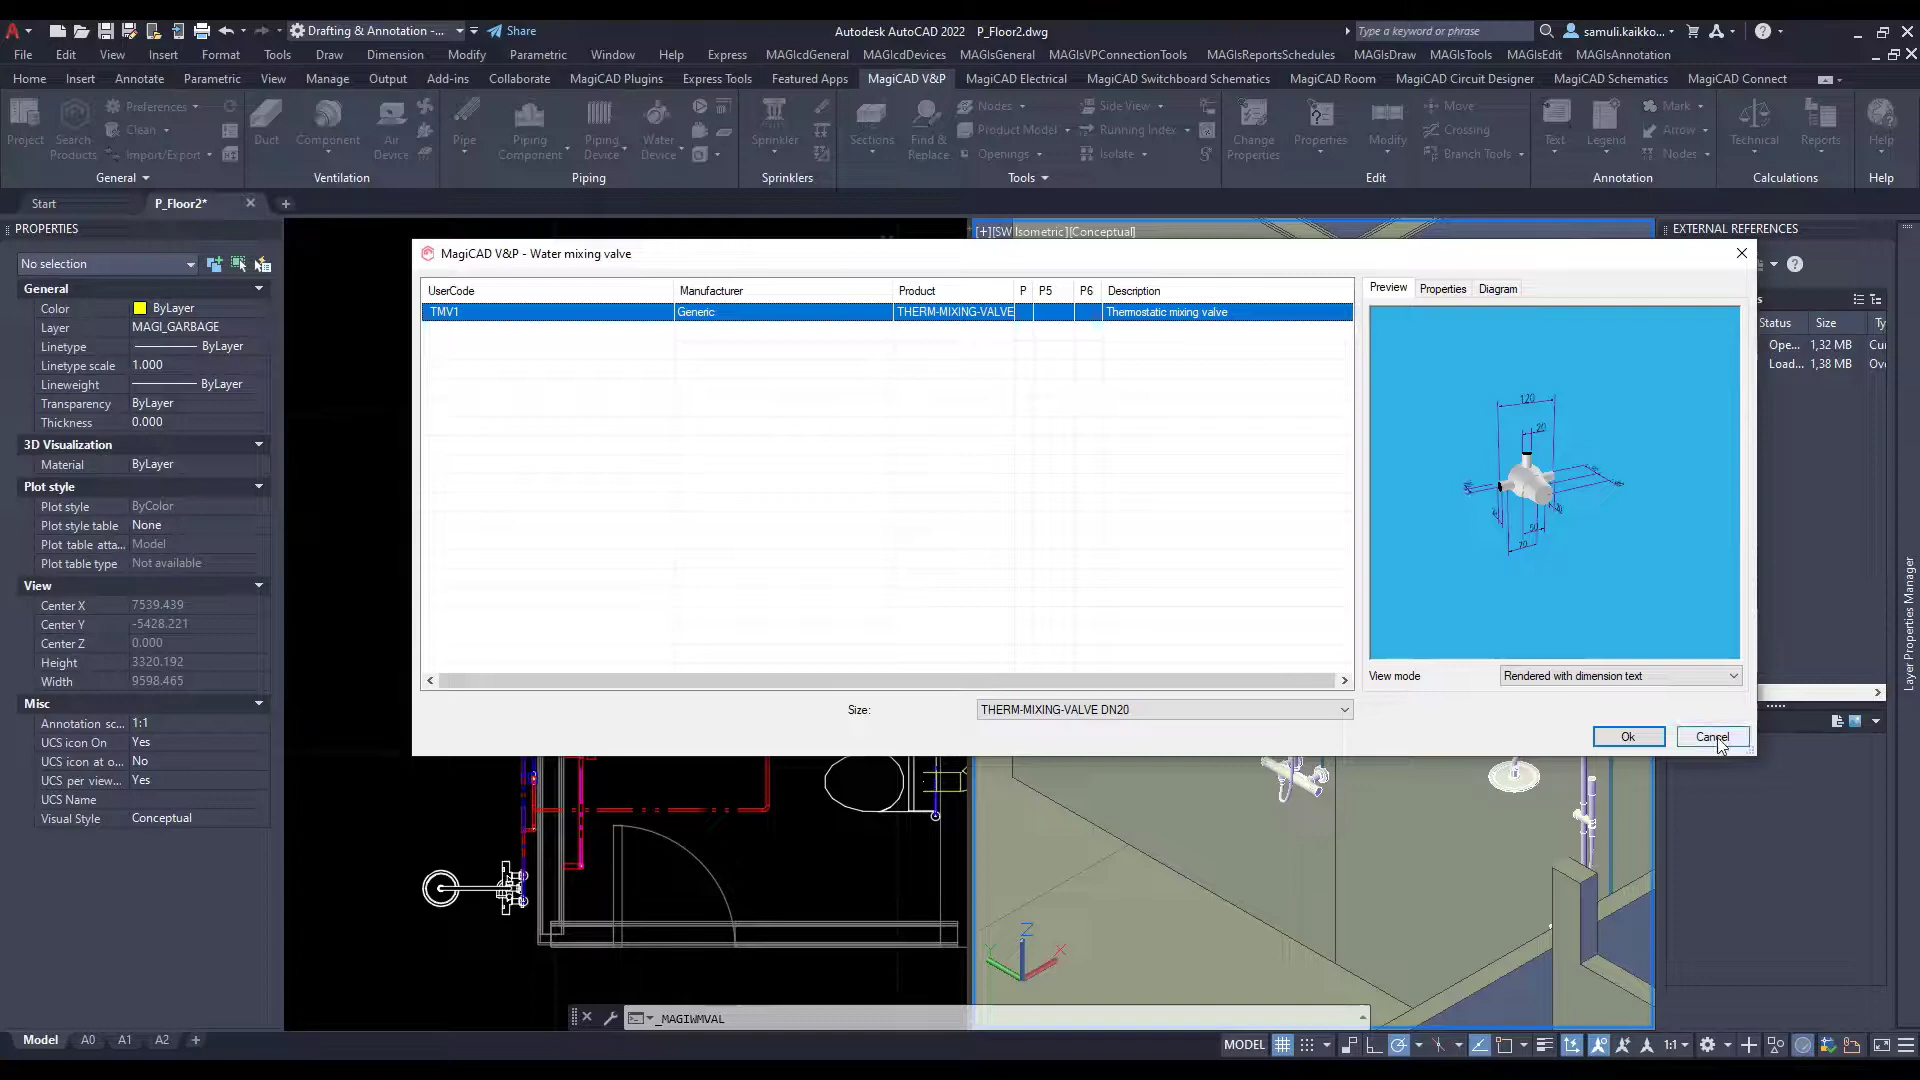 Drafting & Annotation -... Share Autodesk AutoCAD 2022 P_Floor2.dwg Type a keyword or phrase samuli.kaikko...
File Edit View Insert Format Tools Draw Dimension Modify Parametric Window Help Express MAGIcdGeneral MAGIcdDevices MAGIsGeneral MAGIsVPConnectionTools MAGIsReportsSchedules MAGIsDraw MAGIsTools MAGIsEdit MAGIsAnnotation
Home Insert Annotate Parametric View Manage Output Add-ins Collaborate MagiCAD Plugins Express Tools Featured Apps MagiCAD V&P MagiCAD Electrical MagiCAD Switchboard Schematics MagiCAD Room MagiCAD Circuit Designer MagiCAD Schematics MagiCAD Connect
Preferences Nodes Side View Move Mark
Clean Product Model Running Index Crossing Arrow
Import/Export Openings Isolate Branch Tools Nodes
Project Search Products Duct Component Air Device Pipe Piping Component Piping Device Water Device Sprinkler Sections Find & Replace Change Properties Properties Modify Text Legend Technical Reports Help
General Ventilation Piping Sprinklers Tools Edit Annotation Calculations Help
Start P_Floor2*
PROPERTIES
No selection
General
Color ByLayer
Layer MAGI_GARBAGE
Linetype ByLayer
Linetype scale 1.000
Lineweight ByLayer
Transparency ByLayer
Thickness 0.000
3D Visualization
Material ByLayer
Plot style
Plot style ByColor
Plot style table None
Plot table atta... Model
Plot table type Not available
View
Center X 7539.439
Center Y -5428.221
Center Z 0.000
Height 3320.192
Width 9598.465
Misc
Annotation sc... 1:1
UCS icon On Yes
UCS icon at o... No
UCS per view... Yes
UCS Name
Visual Style Conceptual
[+][SW Isometric][Conceptual]
MagiCAD V&P - Water mixing valve
UserCode Manufacturer Product P P5 P6 Description
TMV1 Generic THERM-MIXING-VALVE Thermostatic mixing valve
Preview Properties Diagram
120
20
50
70
View mode Rendered with dimension text
Size: THERM-MIXING-VALVE DN20
Ok Cancel
EXTERNAL REFERENCES
s Status Size Ty
Ope... 1,32 MB Cu
Load... 1,38 MB Ov
Layer Properties Manager
Z
Y X
_MAGIWMVAL
Model A0 A1 A2
MODEL 1:1